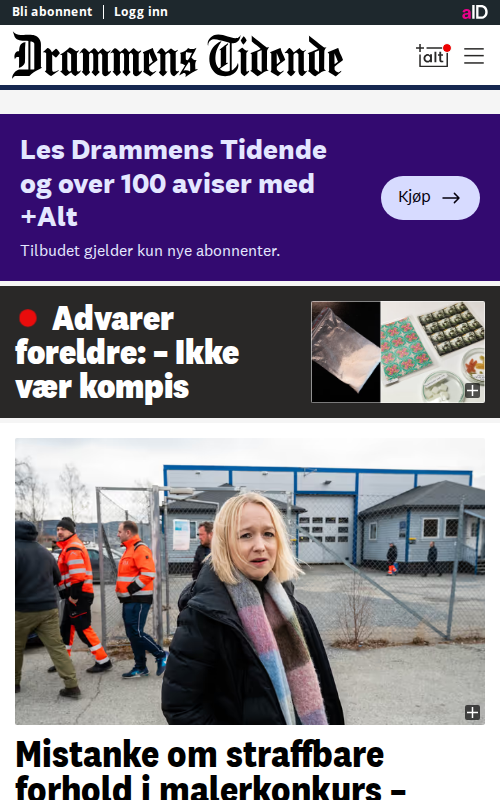 Bli abonnent | Logg inn
aID
Drammens Tidende
+alt
Les Drammens Tidende
og over 100 aviser med
+Alt
Tilbudet gjelder kun nye abonnenter.
Kjøp →
Advarer
foreldre: – Ikke
vær kompis
Mistanke om straffbare
forhold i malerkonkurs –